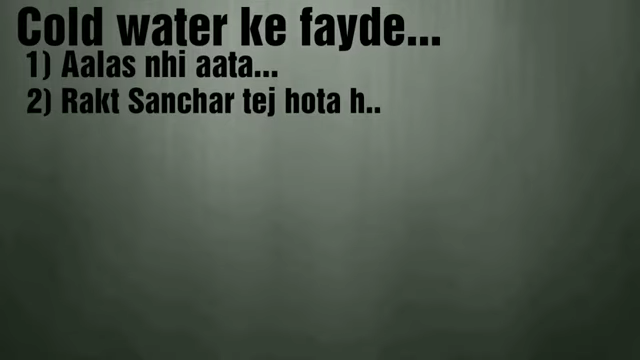 Cold water ke fayde...
1) Aalas nhi aata...
2) Rakt Sanchar tej hota h..